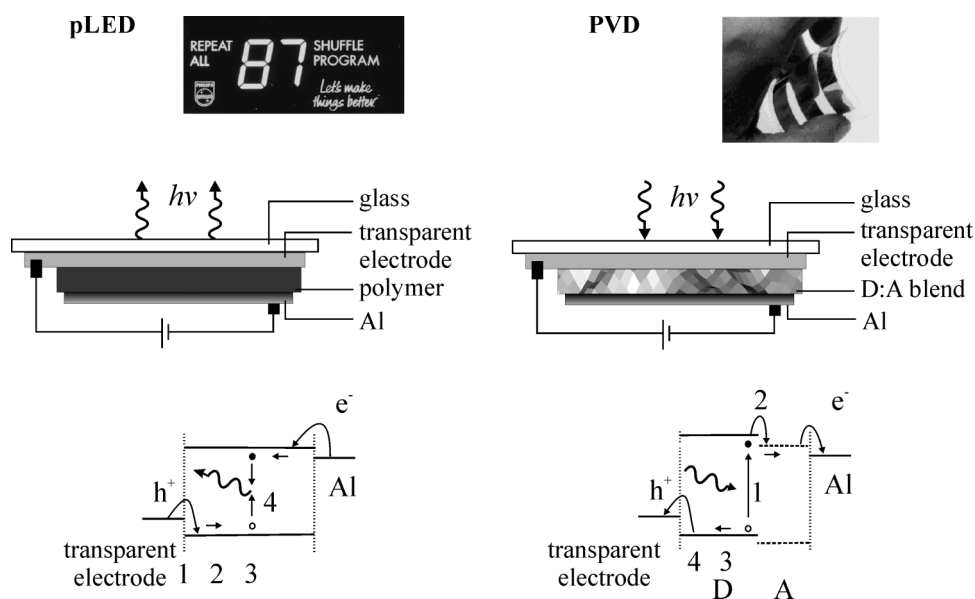 pLED
REPEAT
ALL
87
SHUFFLE
PROGRAM
PHILIPS
Let's make
things better.
hν
glass
transparent
electrode
polymer
Al
e⁻
Al
h⁺
4
transparent
electrode
1 2 3
PVD
hν
glass
transparent
electrode
D:A blend
Al
2
e⁻
Al
1
h⁺
transparent
electrode
4 3
D A